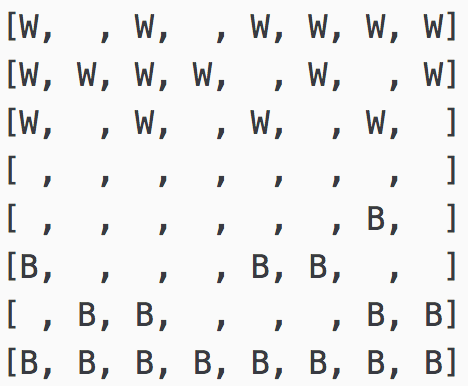 [W,  , W,  , W, W, W, W]
[W, W, W, W,  , W,  , W]
[W,  , W,  , W,  , W,  ]
[ ,  ,  ,  ,  ,  ,  ,  ]
[ ,  ,  ,  ,  ,  , B,  ]
[B,  ,  ,  , B, B,  ,  ]
[ , B, B,  ,  ,  , B, B]
[B, B, B, B, B, B, B, B]